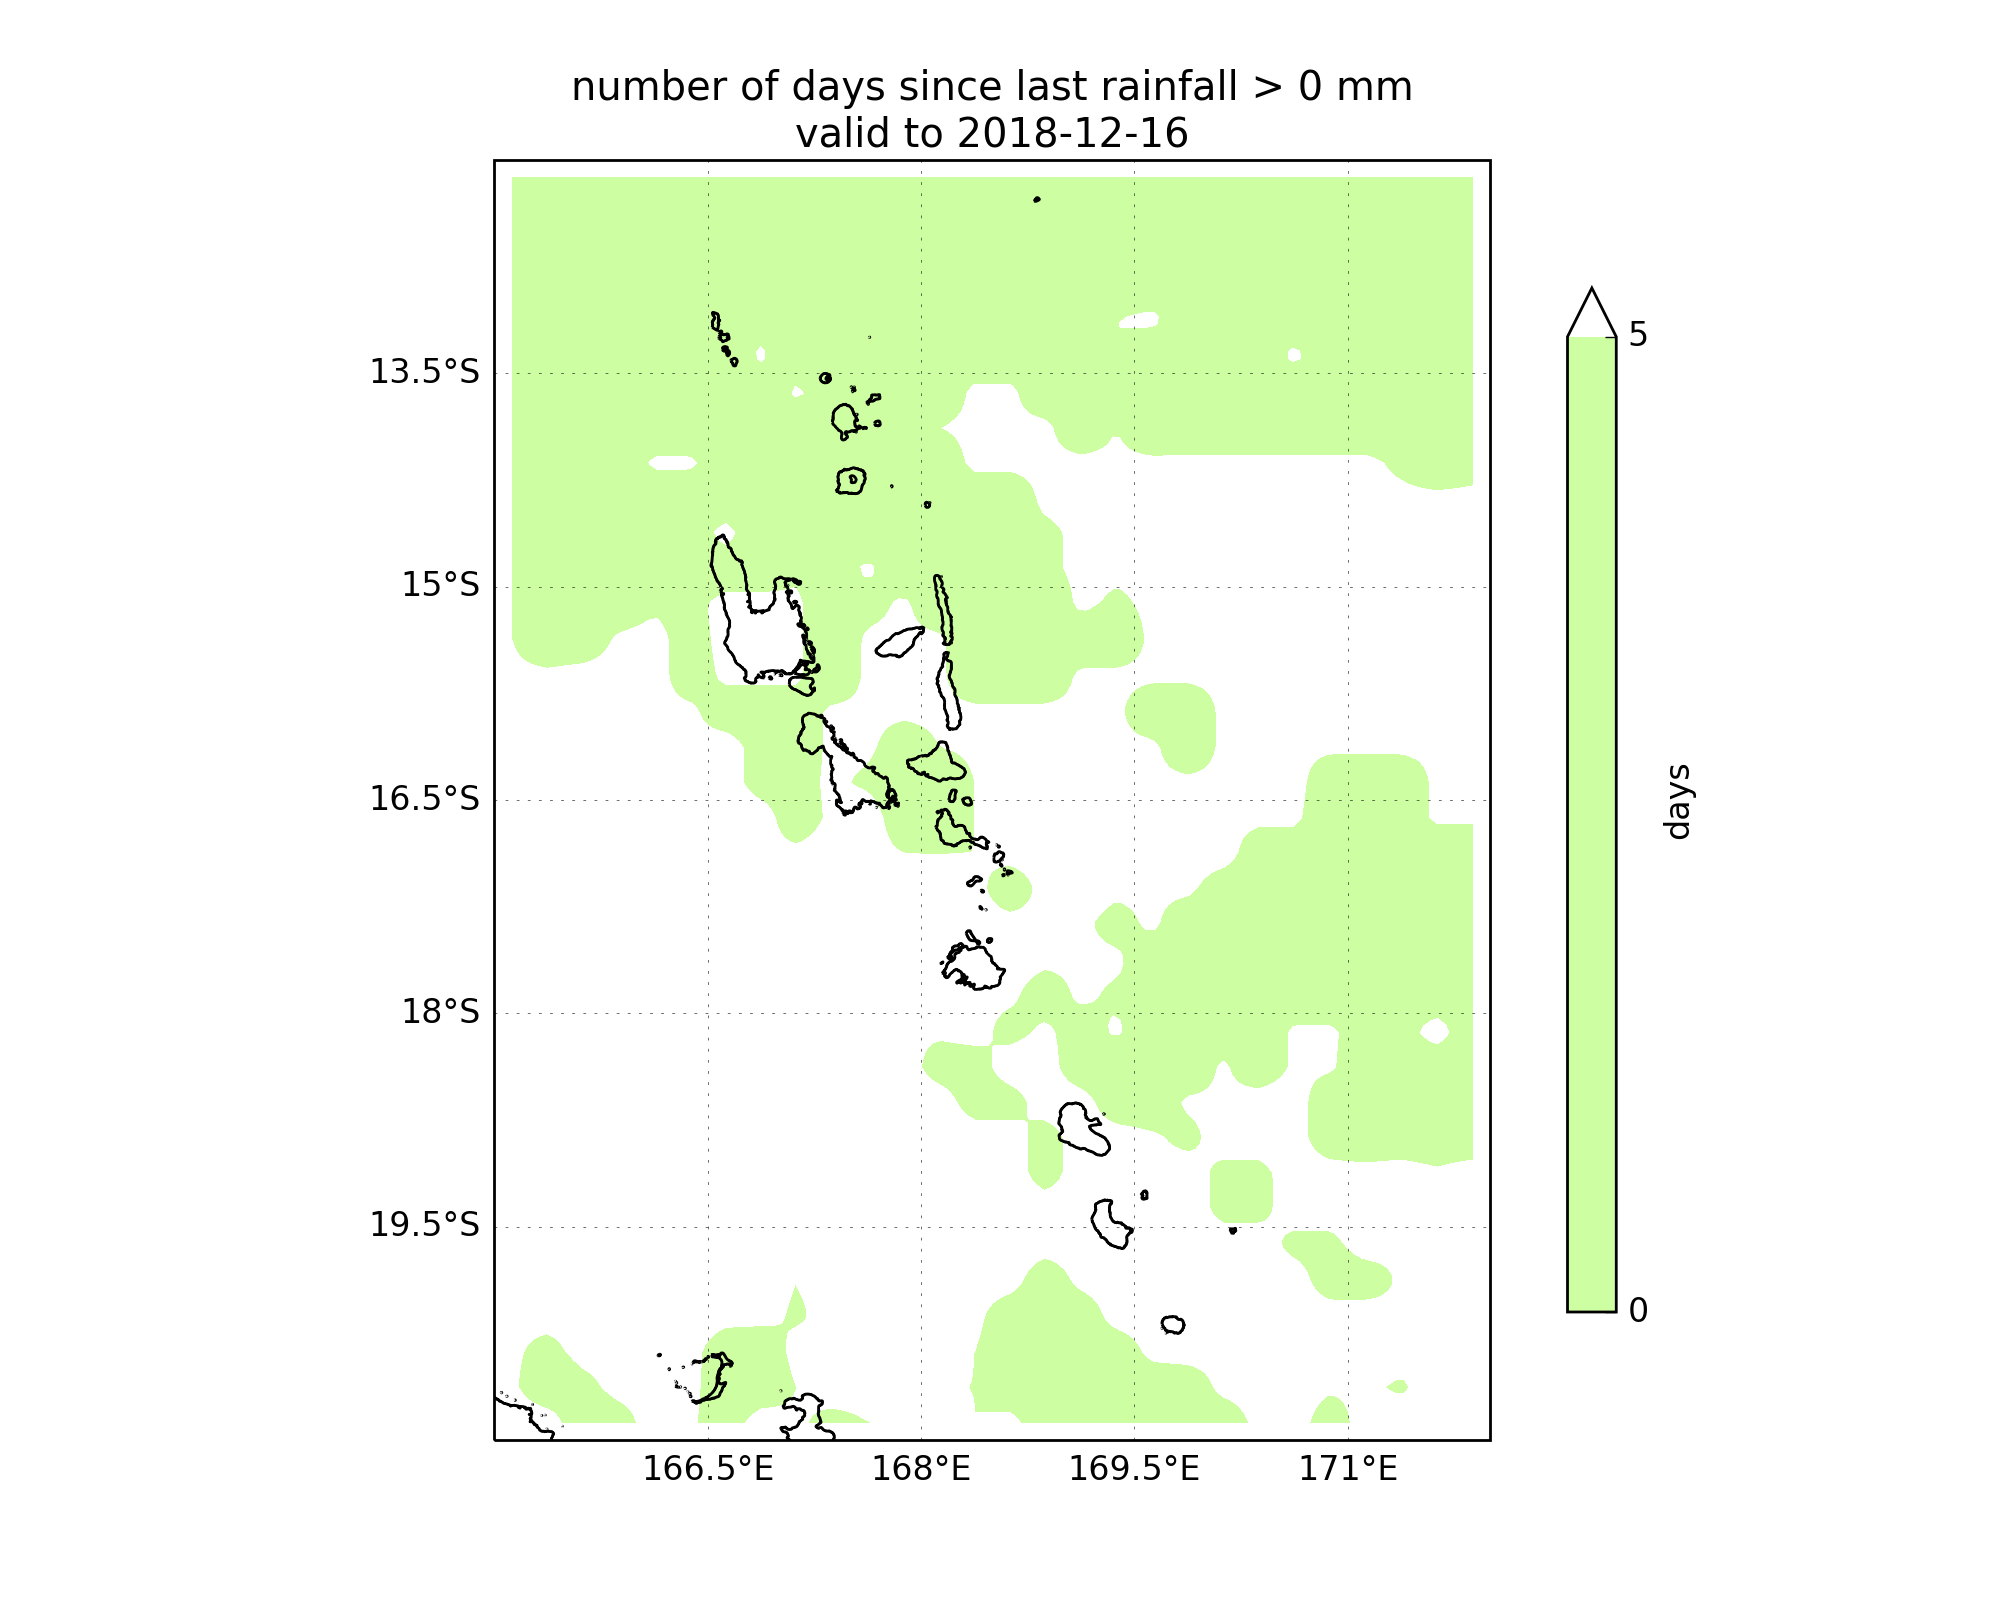 number of days since last rainfall > 0 mm
valid to 2018-12-16
13.5°S
15°S
16.5°S
18°S
19.5°S
166.5°E
168°E
169.5°E
171°E
5
0
days